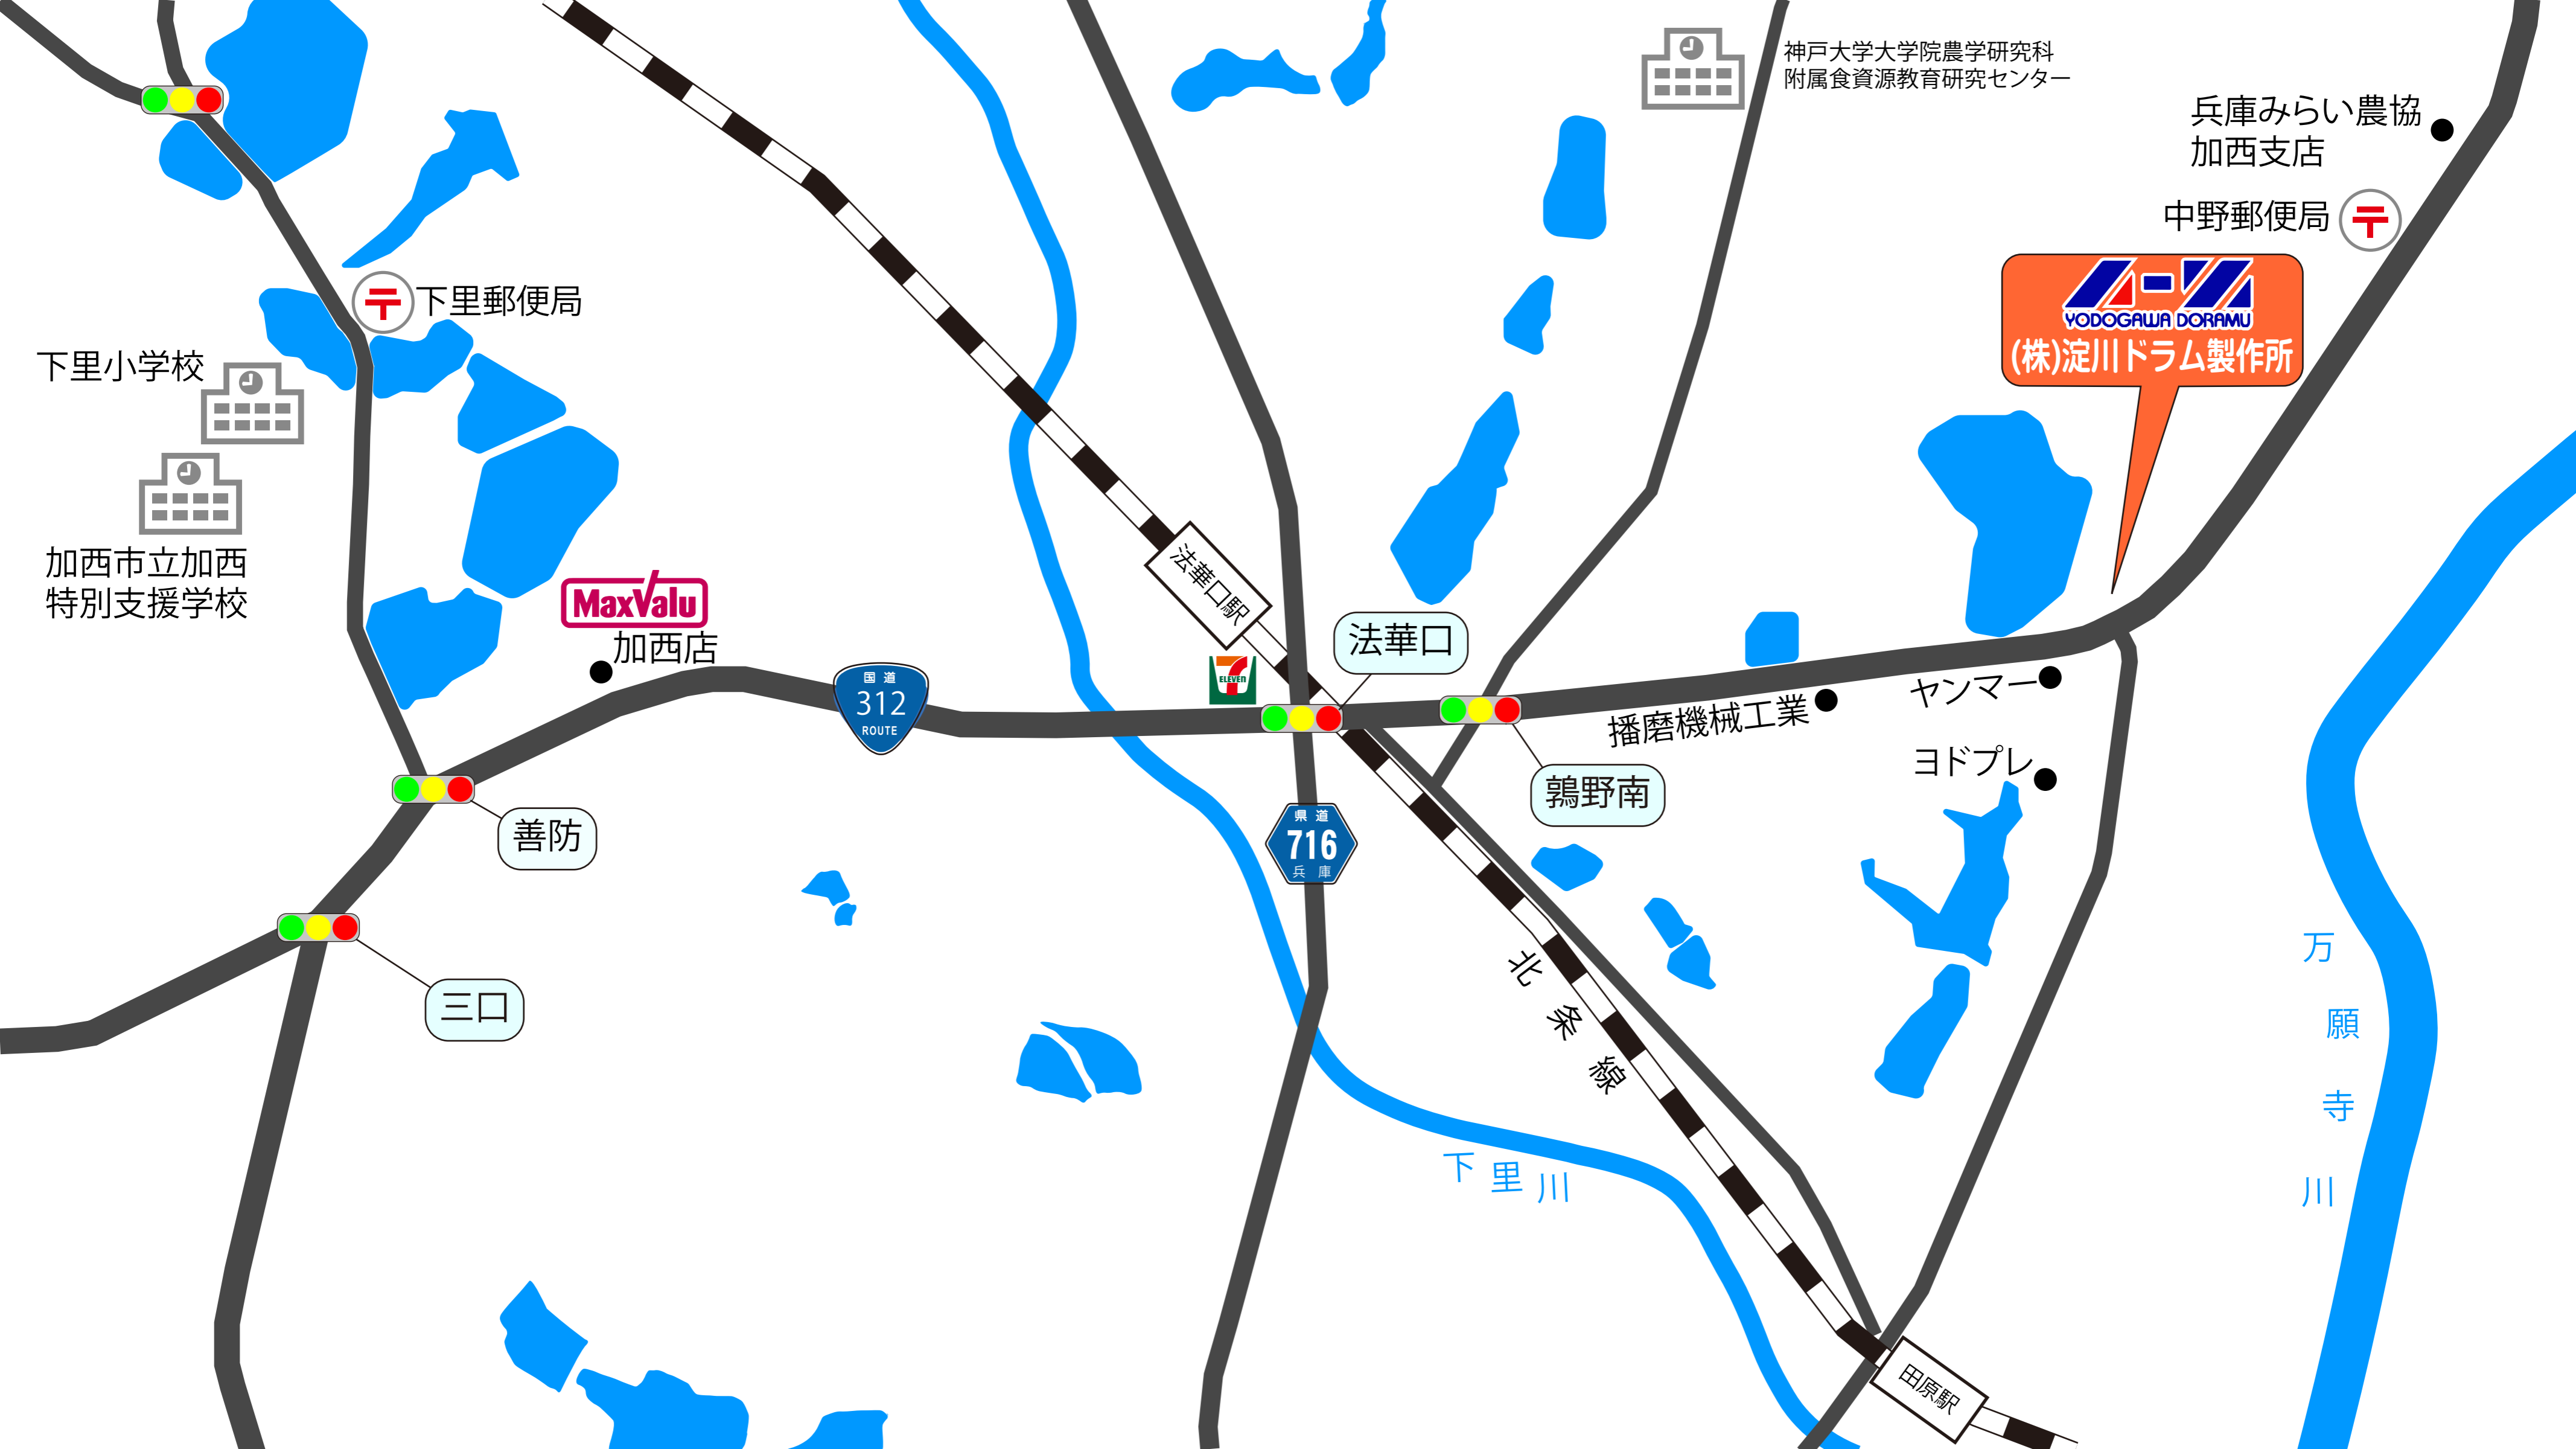 神戸大学大学院農学研究科
附属食資源教育研究センター
兵庫みらい農協
加西支店
中野郵便局
YODOGAWA DORAMU
(株)淀川ドラム製作所
下里郵便局
下里小学校
加西市立加西
特別支援学校
MaxValu
加西店
法華口駅
法華口
7
ELEVEN
国道
312
ROUTE
播磨機械工業
ヤンマー
ヨドプレ
鶉野南
善防
県道
716
兵庫
三口
北条線
下里川
万願寺川
田原駅